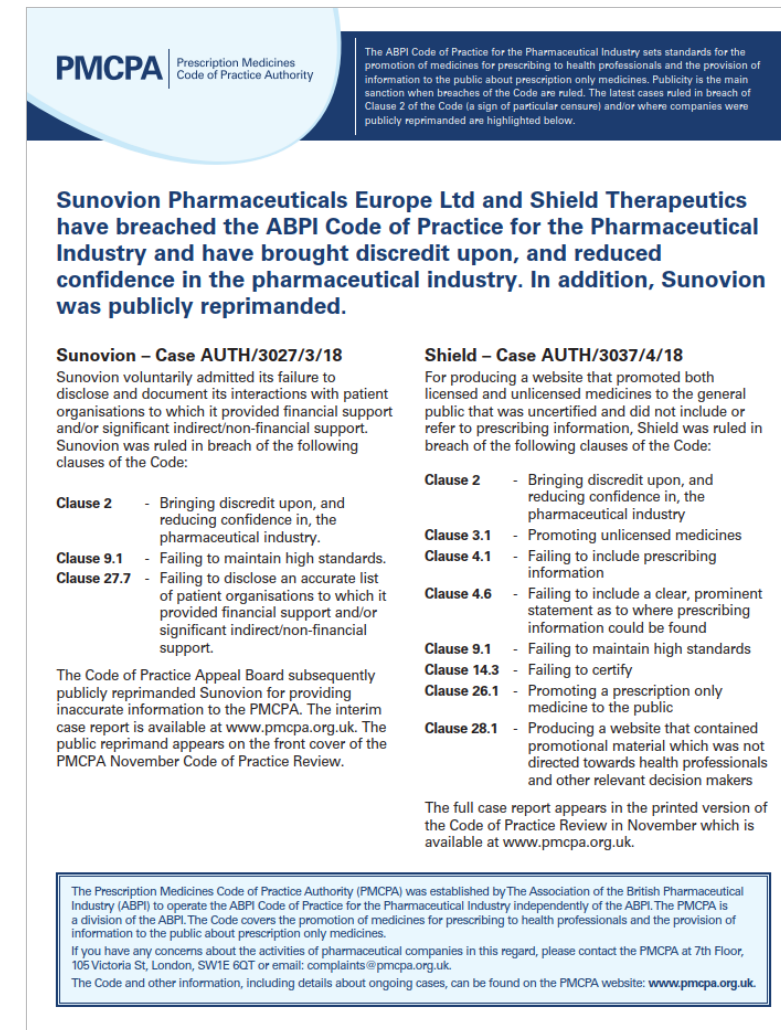 PMCPA
Prescription Medicines
Code of Practice Authority
The ABPI Code of Practice for the Pharmaceutical Industry sets standards for the
promotion of medicines for prescribing to health professionals and the provision of
information to the public about prescription only medicines. Publicity is the main
sanction when breaches of the Code are ruled. The latest cases ruled in breach of
Clause 2 of the Code (a sign of particular censure) and/or where companies were
publicly reprimanded are highlighted below.
Sunovion Pharmaceuticals Europe Ltd and Shield Therapeutics
have breached the ABPI Code of Practice for the Pharmaceutical
Industry and have brought discredit upon, and reduced
confidence in the pharmaceutical industry. In addition, Sunovion
was publicly reprimanded.
Sunovion – Case AUTH/3027/3/18
Sunovion voluntarily admitted its failure to
disclose and document its interactions with patient
organisations to which it provided financial support
and/or significant indirect/non-financial support.
Sunovion was ruled in breach of the following
clauses of the Code:
Clause 2 - Bringing discredit upon, and
reducing confidence in, the
pharmaceutical industry.
Clause 9.1 - Failing to maintain high standards.
Clause 27.7 - Failing to disclose an accurate list
of patient organisations to which it
provided financial support and/or
significant indirect/non-financial
support.
The Code of Practice Appeal Board subsequently
publicly reprimanded Sunovion for providing
inaccurate information to the PMCPA. The interim
case report is available at www.pmcpa.org.uk. The
public reprimand appears on the front cover of the
PMCPA November Code of Practice Review.
Shield – Case AUTH/3037/4/18
For producing a website that promoted both
licensed and unlicensed medicines to the general
public that was uncertified and did not include or
refer to prescribing information, Shield was ruled in
breach of the following clauses of the Code:
Clause 2 - Bringing discredit upon, and
reducing confidence in, the
pharmaceutical industry
Clause 3.1 - Promoting unlicensed medicines
Clause 4.1 - Failing to include prescribing
information
Clause 4.6 - Failing to include a clear, prominent
statement as to where prescribing
information could be found
Clause 9.1 - Failing to maintain high standards
Clause 14.3 - Failing to certify
Clause 26.1 - Promoting a prescription only
medicine to the public
Clause 28.1 - Producing a website that contained
promotional material which was not
directed towards health professionals
and other relevant decision makers
The full case report appears in the printed version of
the Code of Practice Review in November which is
available at www.pmcpa.org.uk.
The Prescription Medicines Code of Practice Authority (PMCPA) was established by The Association of the British Pharmaceutical
Industry (ABPI) to operate the ABPI Code of Practice for the Pharmaceutical Industry independently of the ABPI. The PMCPA is
a division of the ABPI. The Code covers the promotion of medicines for prescribing to health professionals and the provision of
information to the public about prescription only medicines.
If you have any concerns about the activities of pharmaceutical companies in this regard, please contact the PMCPA at 7th Floor,
105 Victoria St, London, SW1E 6QT or email: complaints@pmcpa.org.uk.
The Code and other information, including details about ongoing cases, can be found on the PMCPA website: www.pmcpa.org.uk.